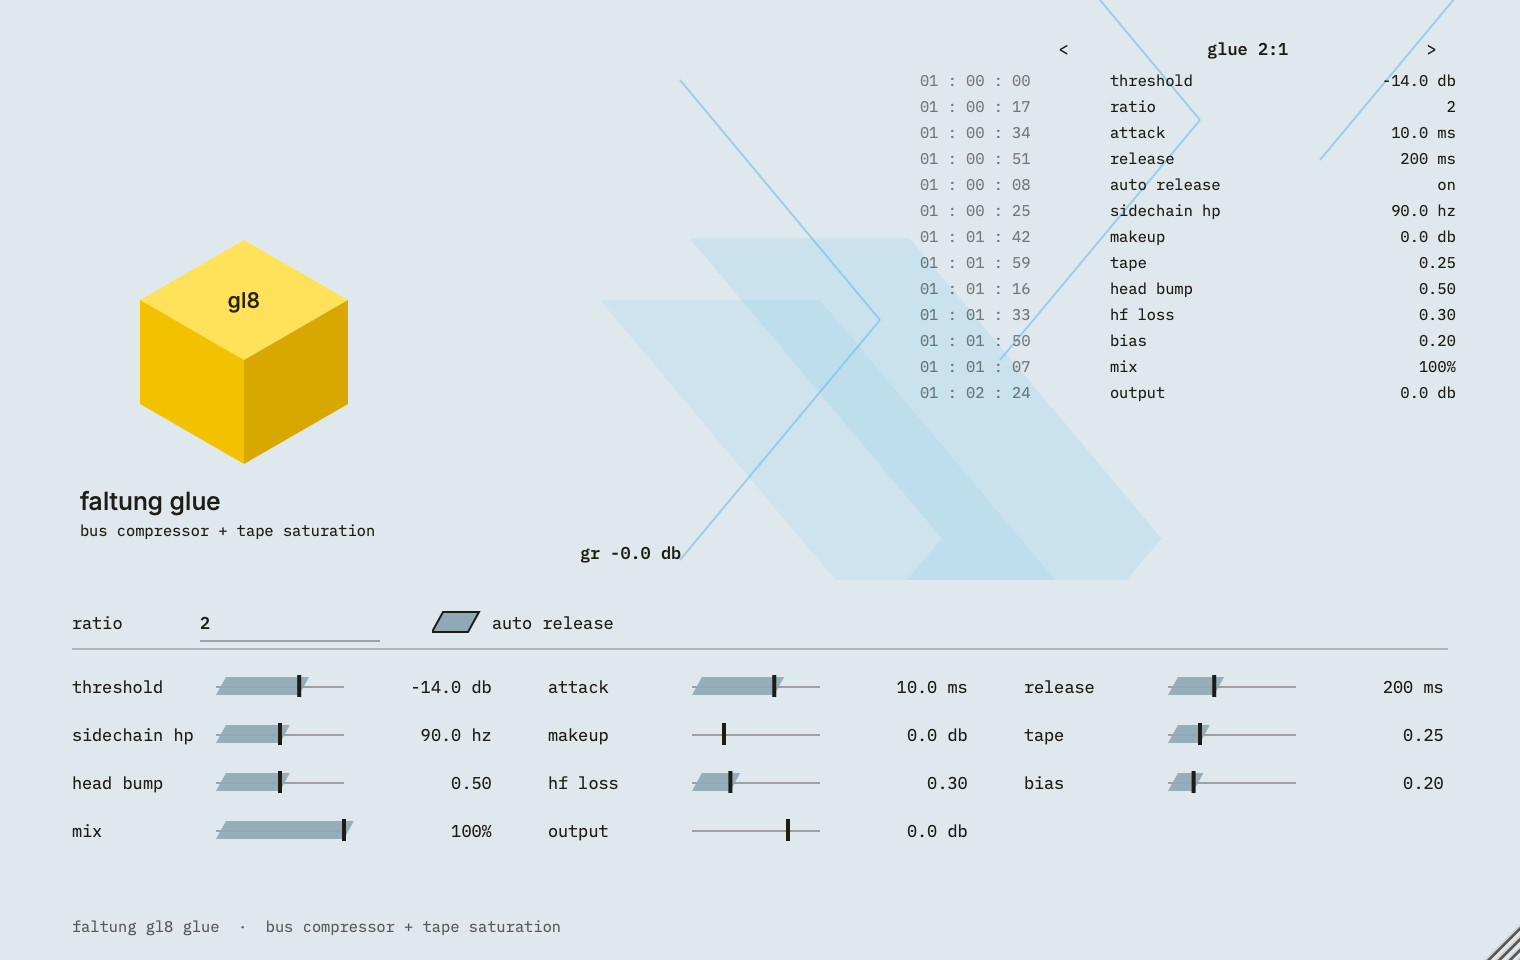 < glue 2:1 >
01 : 00 : 00 threshold -14.0 db
01 : 00 : 17 ratio 2
01 : 00 : 34 attack 10.0 ms
01 : 00 : 51 release 200 ms
01 : 00 : 08 auto release on
01 : 00 : 25 sidechain hp 90.0 hz
01 : 01 : 42 makeup 0.0 db
01 : 01 : 59 tape 0.25
01 : 01 : 16 head bump 0.50
01 : 01 : 33 hf loss 0.30
01 : 01 : 50 bias 0.20
01 : 01 : 07 mix 100%
01 : 02 : 24 output 0.0 db
gl8
faltung glue
bus compressor + tape saturation
gr -0.0 db
ratio 2 auto release
threshold -14.0 db attack 10.0 ms release 200 ms
sidechain hp 90.0 hz makeup 0.0 db tape 0.25
head bump 0.50 hf loss 0.30 bias 0.20
mix 100% output 0.0 db
faltung gl8 glue · bus compressor + tape saturation